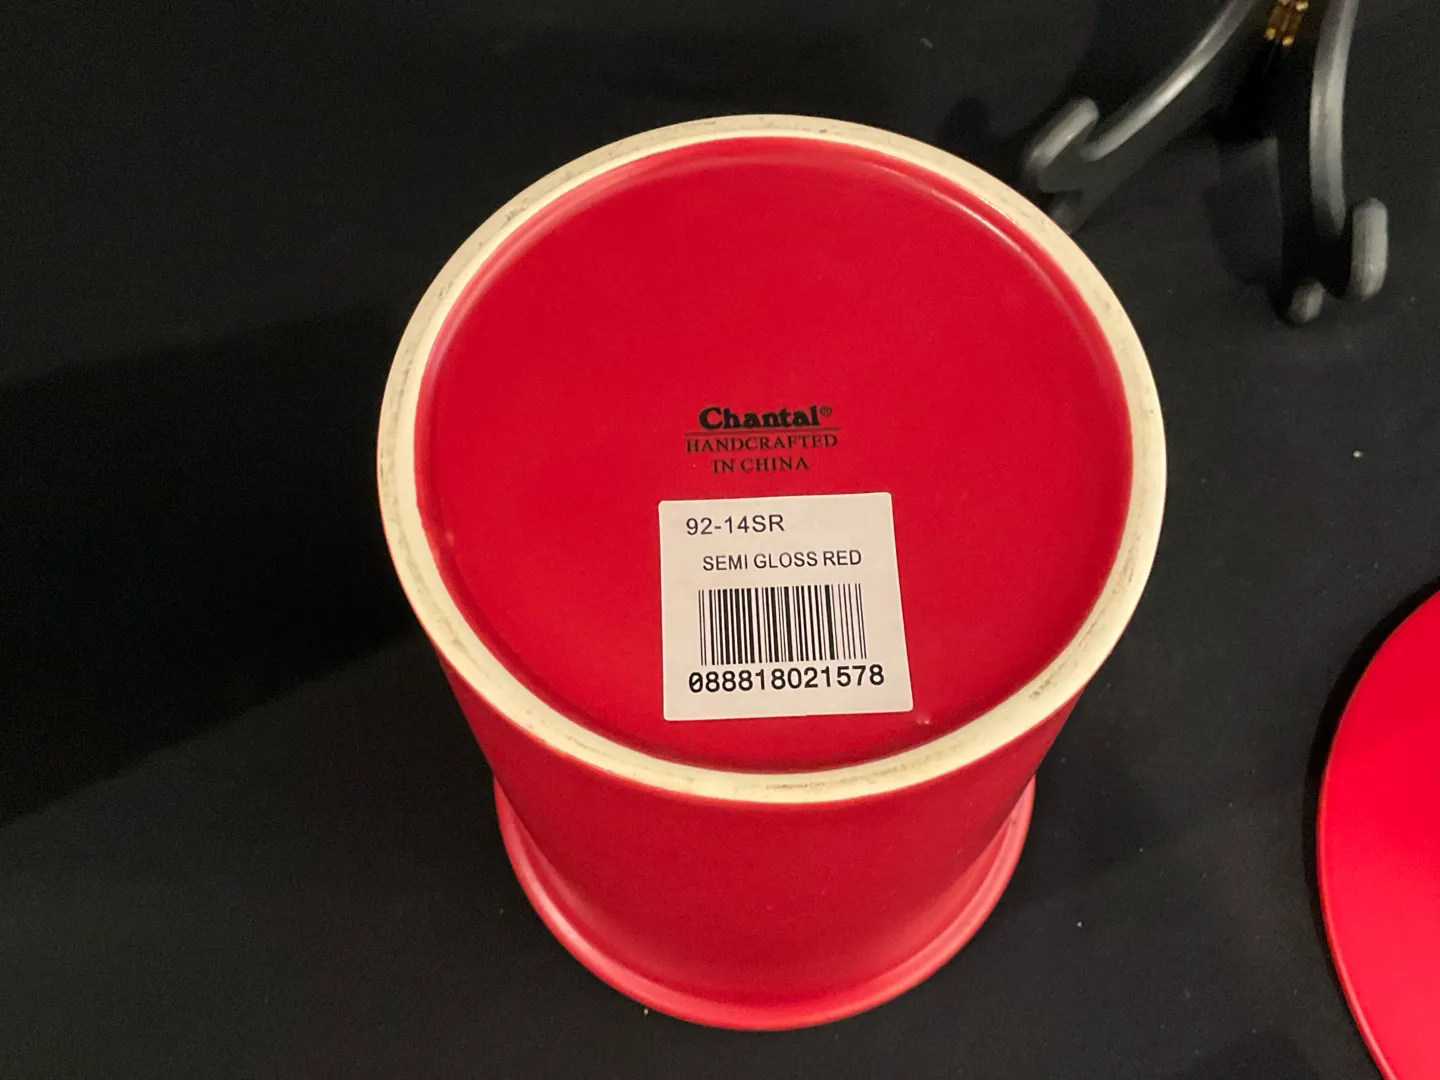 Chantal®
HANDCRAFTED
IN CHINA
92-14SR
SEMI GLOSS RED
088818021578